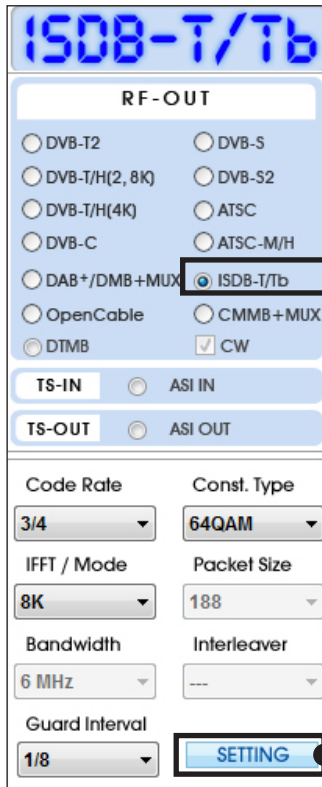 ISDB-T/Tb
RF-OUT
DVB-T2 DVB-S
DVB-T/H(2, 8K) DVB-S2
DVB-T/H(4K) ATSC
DVB-C ATSC-M/H
DAB+/DMB+MUX ISDB-T/Tb
OpenCable CMMB+MUX
DTMB CW
TS-IN ASI IN
TS-OUT ASI OUT
Code Rate Const. Type
3/4 64QAM
IFFT / Mode Packet Size
8K 188
Bandwidth Interleaver
6 MHz ---
Guard Interval
1/8 SETTING